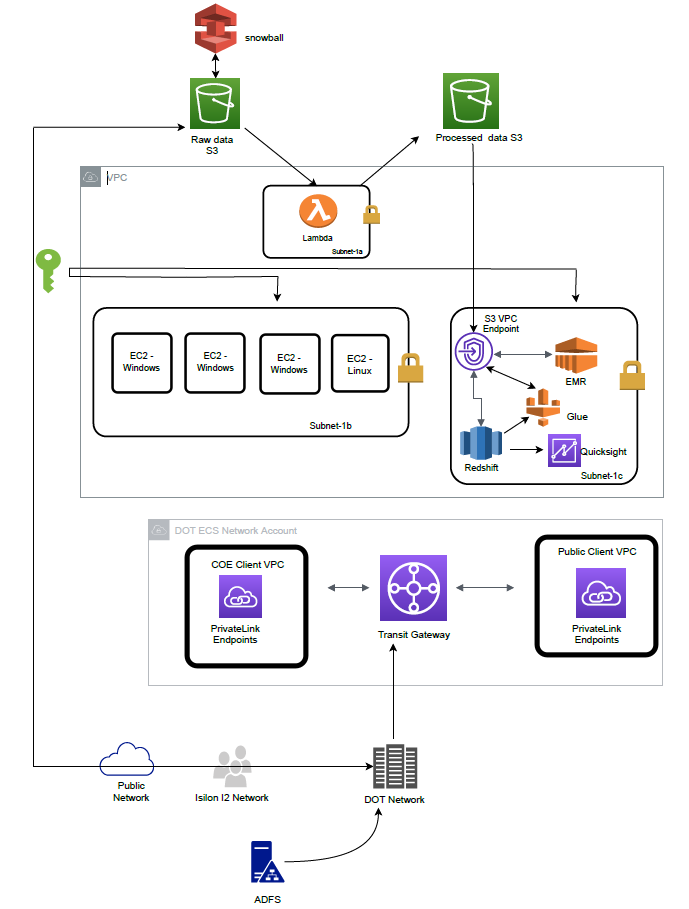 snowball
Raw data
S3
Processed data S3
VPC
Lambda
Subnet-1a
S3 VPC
Endpoint
EC2 -
Windows
EC2 -
Windows
EC2 -
Windows
EC2 -
Linux
EMR
Glue
Subnet-1b
Redshift
Quicksight
Subnet-1c
DOT ECS Network Account
COE Client VPC
PrivateLink
Endpoints
Transit Gateway
Public Client VPC
PrivateLink
Endpoints
Public
Network
Isilon I2 Network
DOT Network
ADFS